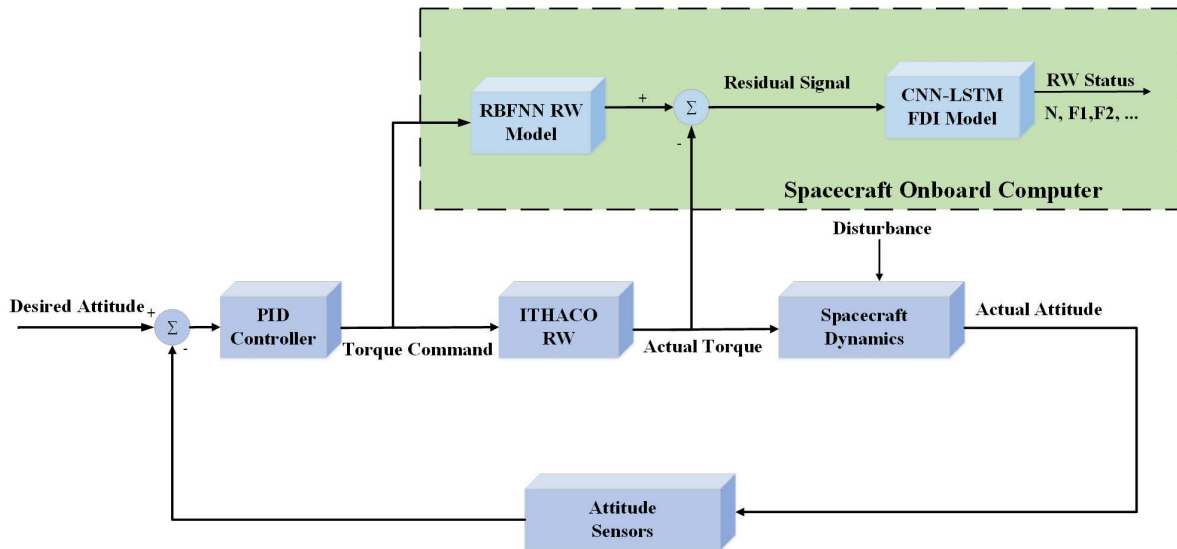 RBFNN RW
Model
+
Σ
-
Residual Signal
CNN-LSTM
FDI Model
RW Status
N, F1,F2, ...
Spacecraft Onboard Computer
Disturbance
Desired Attitude
+
Σ
-
PID
Controller
Torque Command
ITHACO
RW
Actual Torque
Spacecraft
Dynamics
Actual Attitude
Attitude
Sensors